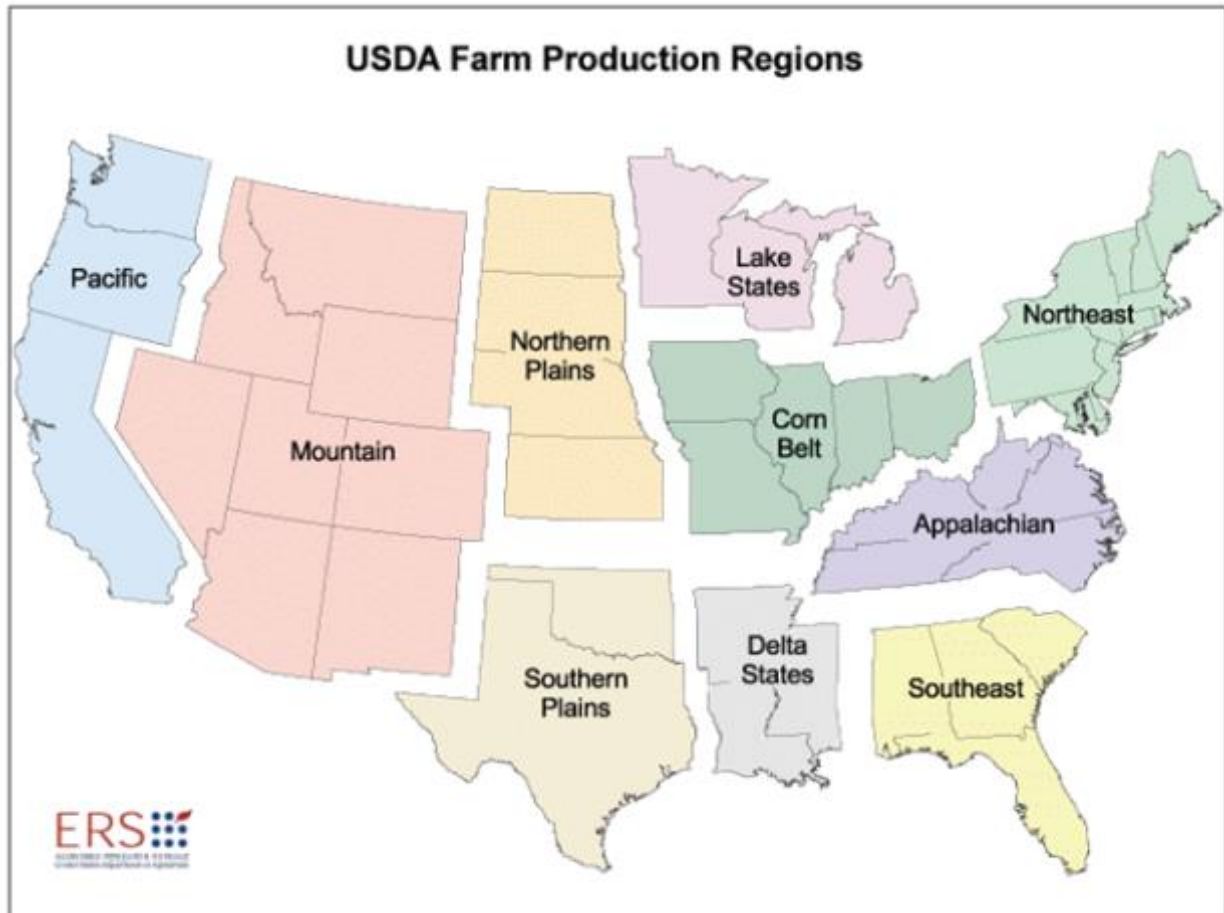 USDA Farm Production Regions
Pacific
Mountain
Northern
Plains
Lake
States
Corn
Belt
Northeast
Appalachian
Southern
Plains
Delta
States
Southeast
ERS